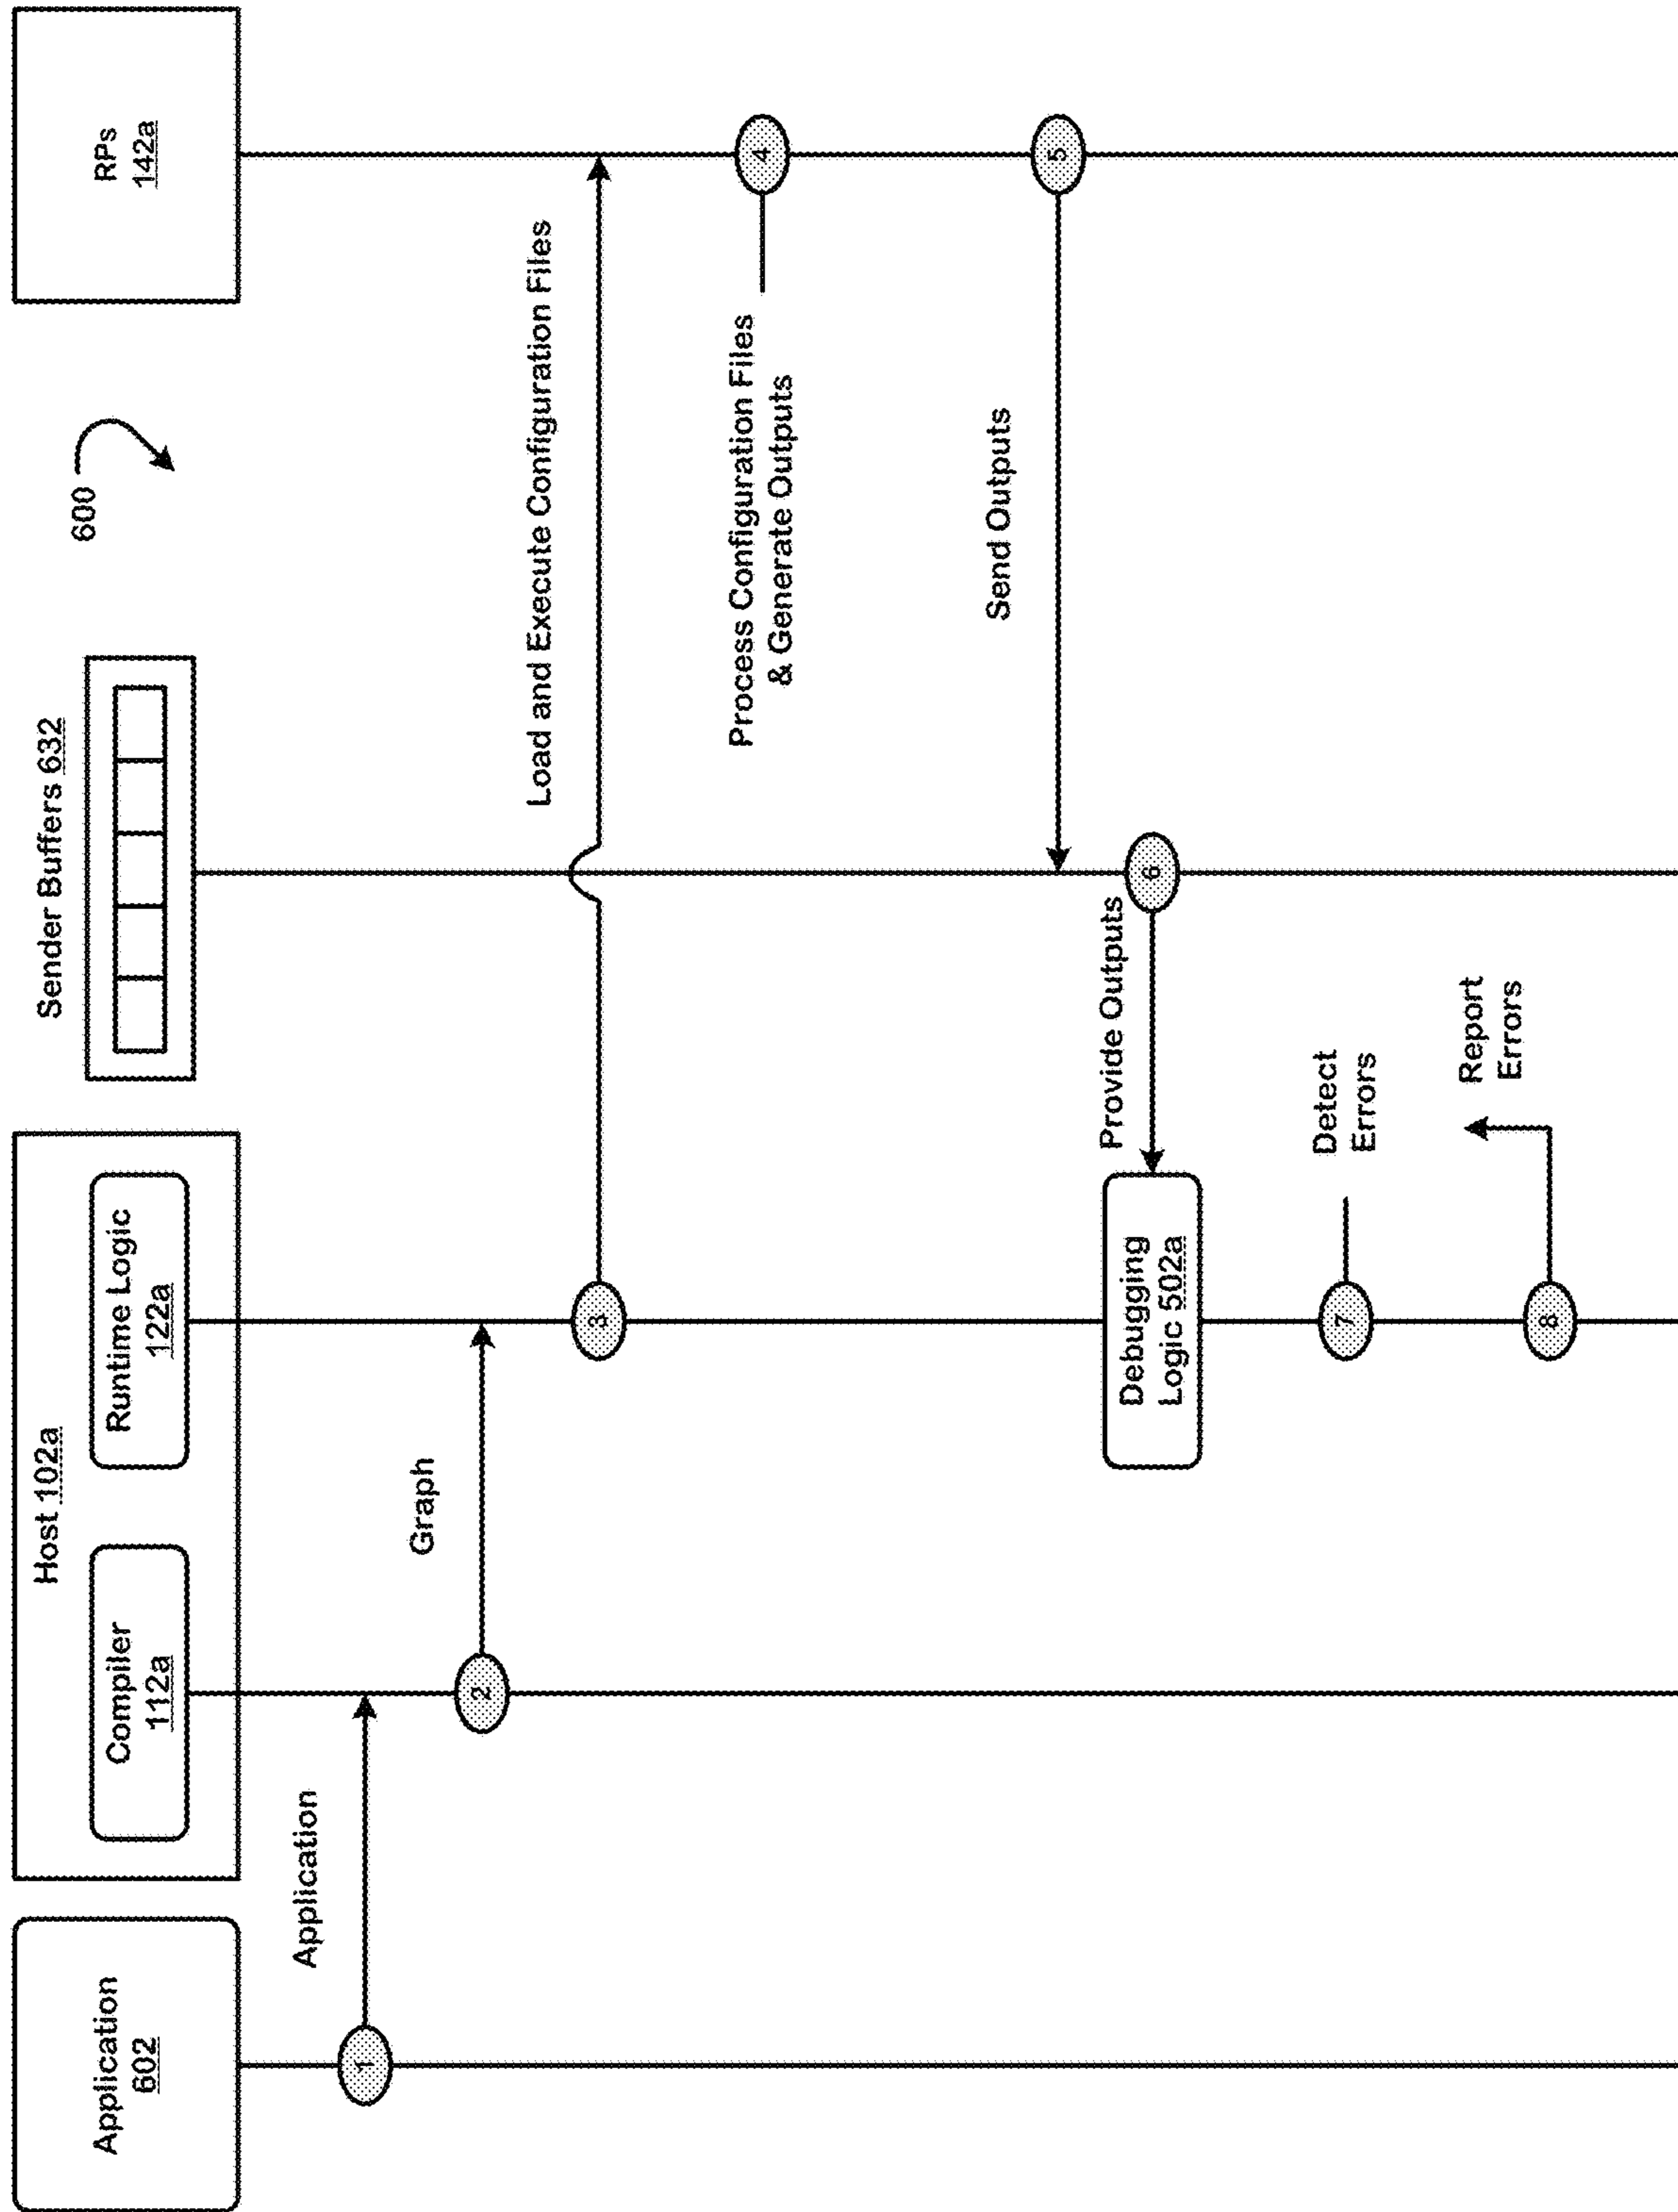 600
Application
602
Host 102a
Compiler
112a
Runtime Logic
122a
Sender Buffers 632
RPs
142a
Application
1
Graph
2
Load and Execute Configuration Files
3
4
Process Configuration Files
& Generate Outputs
Send Outputs
5
Provide Outputs
6
Debugging
Logic 502a
Detect
Errors
7
Report
Errors
8